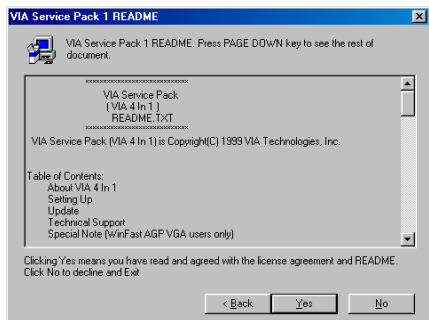 VIA Service Pack 1 README
VIA Service Pack 1 README. Press PAGE DOWN key to see the rest of
document.
xxxxxxxxxxxxxxxxxxxxxxxxxxxxx
VIA Service Pack
( VIA 4 In 1 )
README.TXT
xxxxxxxxxxxxxxxxxxxxxxxxxxxxx
VIA Service Pack (VIA 4 In 1) is Copyright(C) 1999 VIA Technologies, Inc.
Table of Contents:
About VIA 4 In 1
Setting Up
Update
Technical Support
Special Note (WinFast AGP VGA users only)
Clicking Yes means you have read and agreed with the license agreement and README.
Click No to decline and Exit
< Back
Yes
No